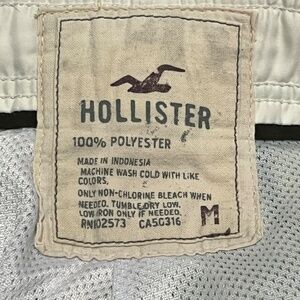 HOLLISTER
100% POLYESTER
MADE IN INDONESIA
MACHINE WASH COLD WITH LIKE
COLORS.
ONLY NON-CHLORINE BLEACH WHEN
NEEDED. TUMBLE DRY LOW.
LOW IRON ONLY IF NEEDED.
RN102573 CA50316
M